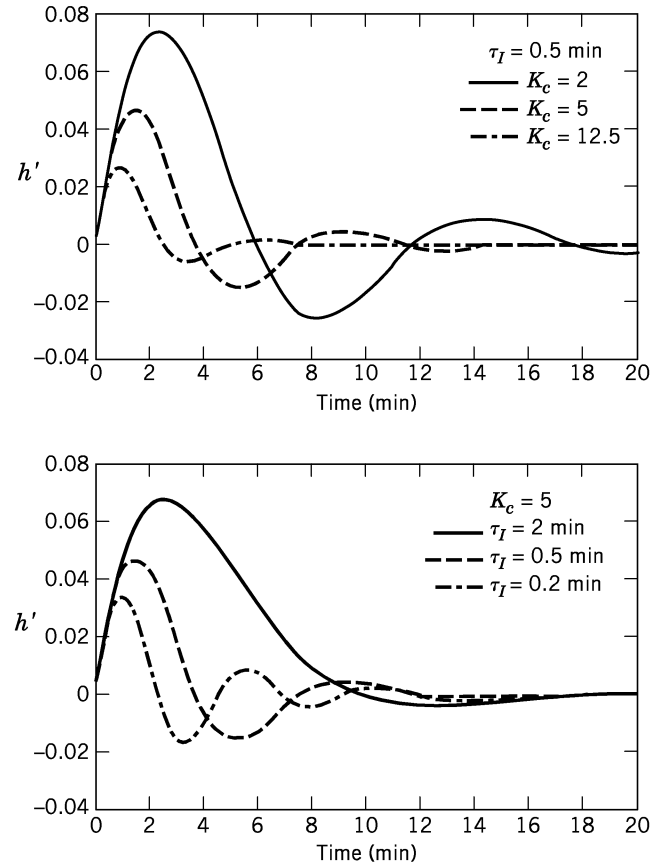 0.08
0.06
0.04
0.02
0
−0.02
−0.04
h'
τI = 0.5 min
Kc = 2
Kc = 5
Kc = 12.5
0 2 4 6 8 10 12 14 16 18 20
Time (min)
0.08
0.06
0.04
0.02
0
−0.02
−0.04
h'
Kc = 5
τI = 2 min
τI = 0.5 min
τI = 0.2 min
0 2 4 6 8 10 12 14 16 18 20
Time (min)